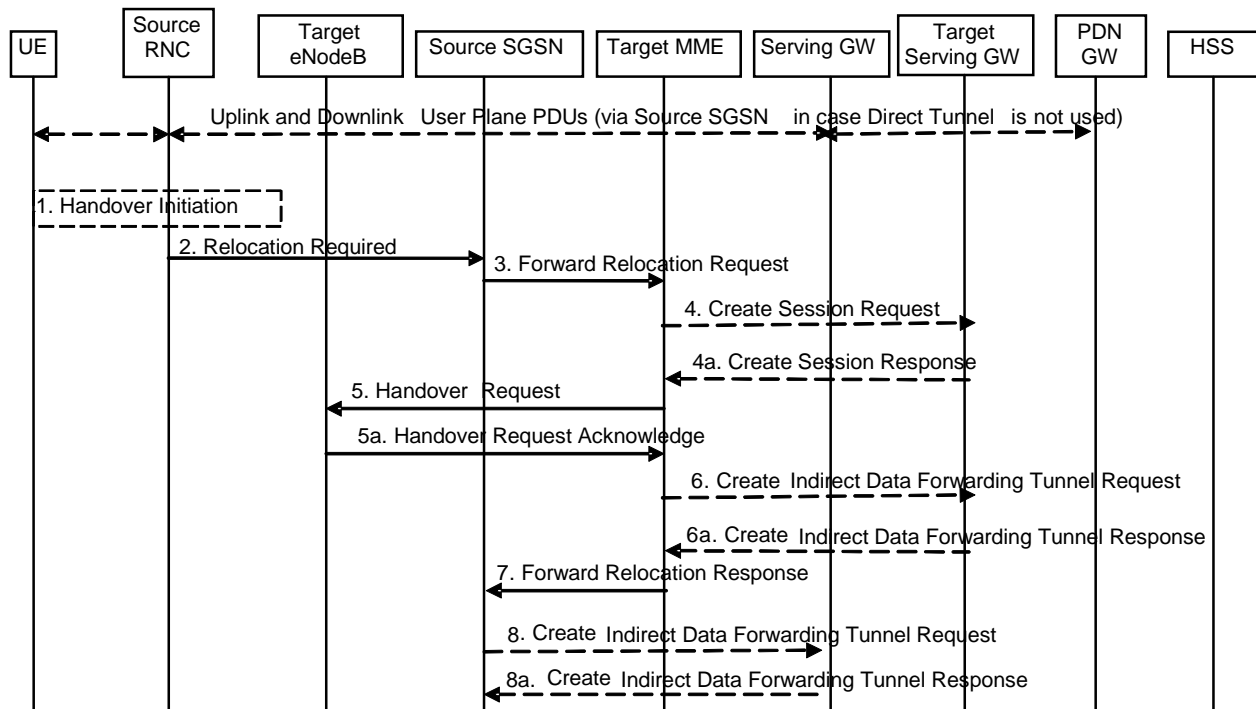 UE
Source
RNC
Target
eNodeB
Source SGSN
Target MME
Serving GW
Target
Serving GW
PDN
GW
HSS
Uplink and Downlink User Plane PDUs (via Source SGSN in case Direct Tunnel is not used)
1. Handover Initiation
2. Relocation Required
3. Forward Relocation Request
4. Create Session Request
4a. Create Session Response
5. Handover Request
5a. Handover Request Acknowledge
6. Create Indirect Data Forwarding Tunnel Request
6a. Create Indirect Data Forwarding Tunnel Response
7. Forward Relocation Response
8. Create Indirect Data Forwarding Tunnel Request
8a. Create Indirect Data Forwarding Tunnel Response